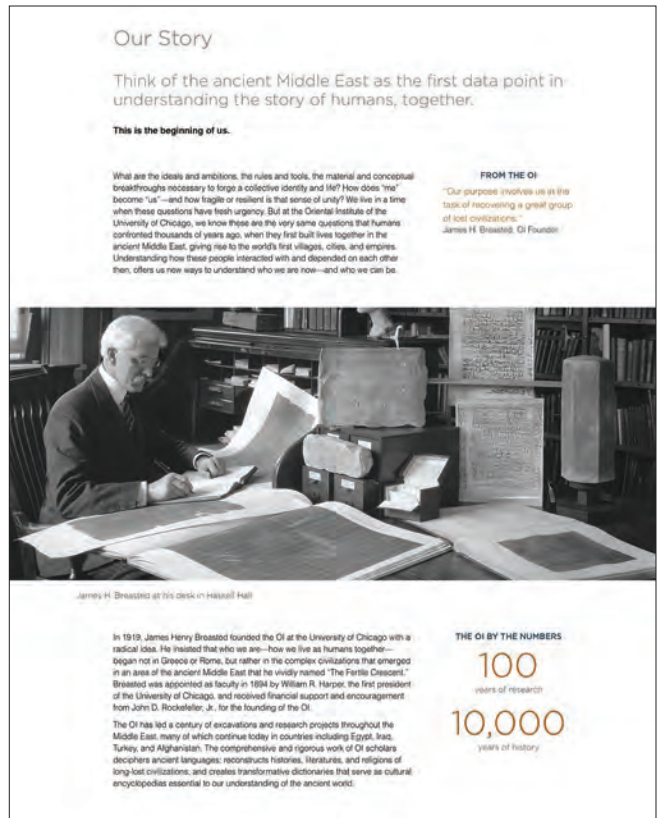 Our Story
Think of the ancient Middle East as the first data point in
understanding the story of humans, together.
This is the beginning of us.
What are the ideals and ambitions, the rules and tools, the material and conceptual
breakthroughs necessary to forge a collective identity and life? How does "me"
become "us"—and how fragile or resilient is that sense of unity? We live in a time
when these questions have fresh urgency. But at the Oriental Institute of the
University of Chicago, we know these are the very same questions that humans
confronted thousands of years ago, when they first built lives together in the
ancient Middle East, giving rise to the world's first villages, cities, and empires.
Understanding how these people interacted with and depended on each other
then, offers us new ways to understand who we are now—and who we can be.
FROM THE OI
"Our purpose involves us in the
task of recovering a great group
of lost civilizations."
James H. Breasted, OI Founder
James H. Breasted at his desk in Haskell Hall
In 1919, James Henry Breasted founded the OI at the University of Chicago with a
radical idea. He insisted that who we are—how we live as humans together—
began not in Greece or Rome, but rather in the complex civilizations that emerged
in an area of the ancient Middle East that he vividly named "The Fertile Crescent."
Breasted was appointed as faculty in 1894 by William R. Harper, the first president
of the University of Chicago, and received financial support and encouragement
from John D. Rockefeller, Jr., for the founding of the OI.
The OI has led a century of excavations and research projects throughout the
Middle East, many of which continue today in countries including Egypt, Iraq,
Turkey, and Afghanistan. The comprehensive and rigorous work of OI scholars
deciphers ancient languages; reconstructs histories, literatures, and religions of
long-lost civilizations; and creates transformative dictionaries that serve as cultural
encyclopedias essential to our understanding of the ancient world.
THE OI BY THE NUMBERS
100
years of research
10,000
years of history